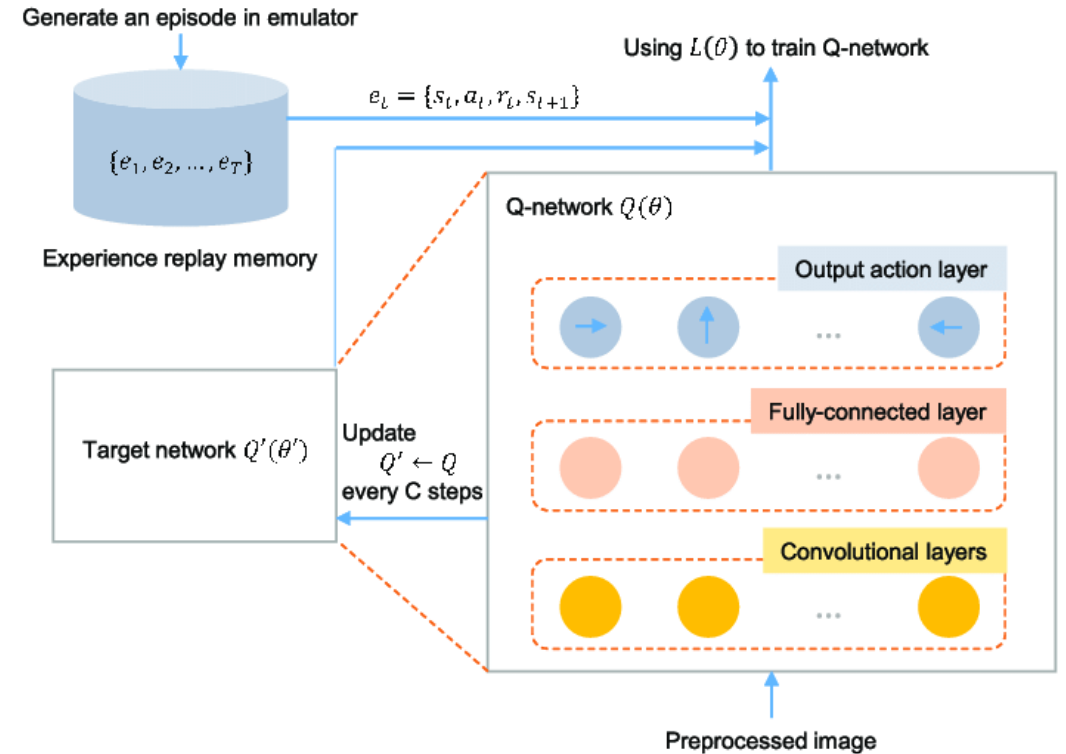 Generate an episode in emulator
Using L(θ) to train Q-network
e_t = {s_t, a_t, r_t, s_{t+1}}
{e_1, e_2, ..., e_T}
Q-network Q(θ)
Experience replay memory
Output action layer
...
Fully-connected layer
...
Target network Q'(θ')
Update
Q' ← Q
every C steps
Convolutional layers
...
Preprocessed image